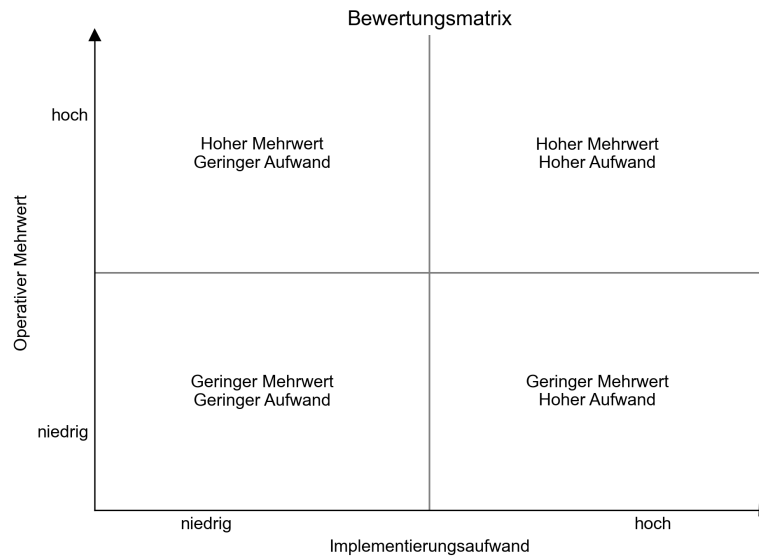 Bewertungsmatrix
hoch
Hoher Mehrwert
Geringer Aufwand
Hoher Mehrwert
Hoher Aufwand
Operativer Mehrwert
Geringer Mehrwert
Geringer Aufwand
Geringer Mehrwert
Hoher Aufwand
niedrig
niedrig
hoch
Implementierungsaufwand